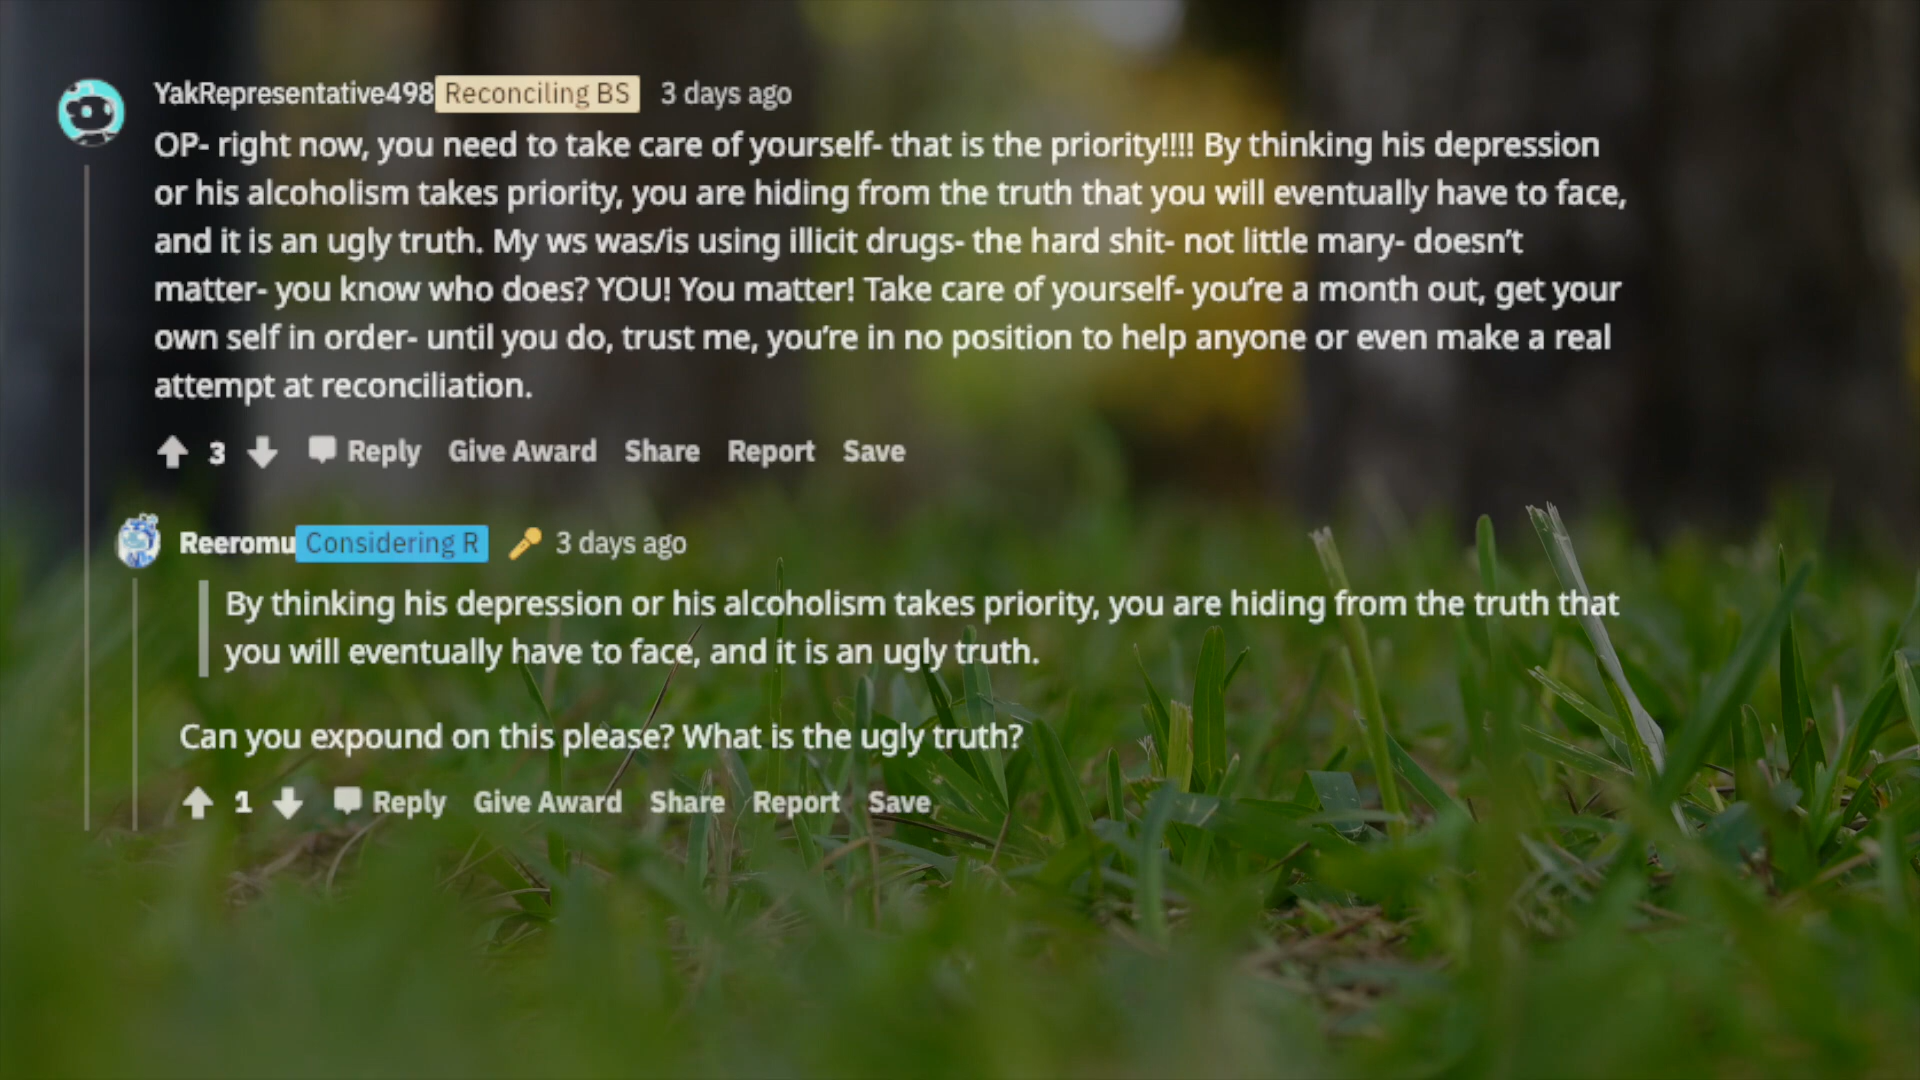 YakRepresentative498 Reconciling BS 3 days ago
OP- right now, you need to take care of yourself- that is the priority!!!! By thinking his depression
or his alcoholism takes priority, you are hiding from the truth that you will eventually have to face,
and it is an ugly truth. My ws was/is using illicit drugs- the hard shit- not little mary- doesn’t
matter- you know who does? YOU! You matter! Take care of yourself- you’re a month out, get your
own self in order- until you do, trust me, you’re in no position to help anyone or even make a real
attempt at reconciliation.
3 Reply Give Award Share Report Save
Reeromu Considering R 3 days ago
By thinking his depression or his alcoholism takes priority, you are hiding from the truth that
you will eventually have to face, and it is an ugly truth.
Can you expound on this please? What is the ugly truth?
1 Reply Give Award Share Report Save